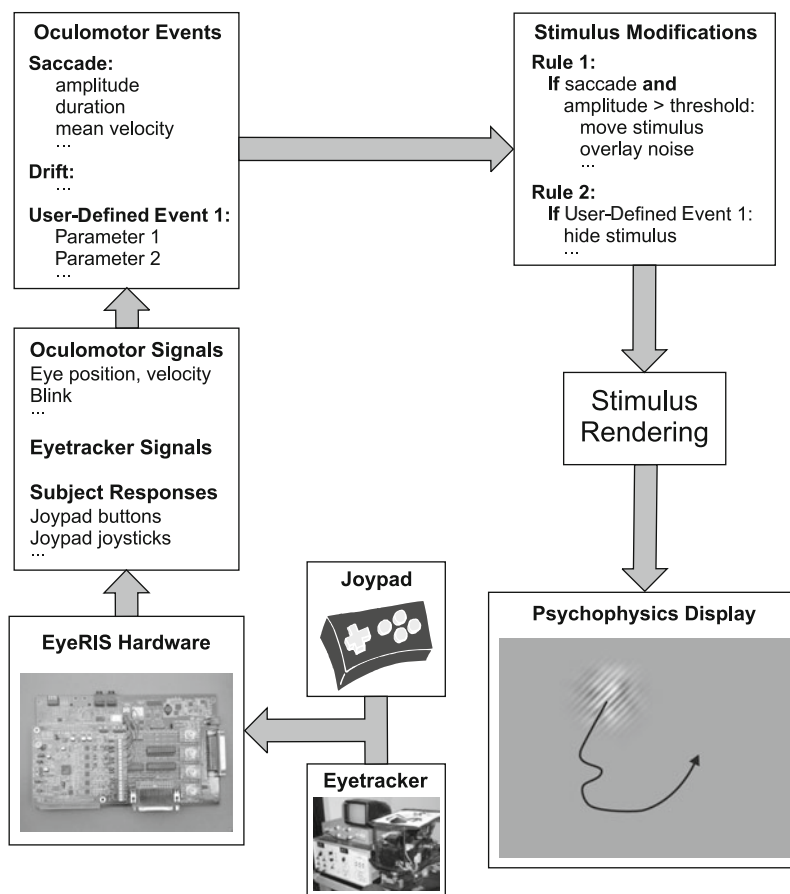 Oculomotor Events
Saccade:
amplitude
duration
mean velocity
...
Drift:
...
User-Defined Event 1:
Parameter 1
Parameter 2
...
Stimulus Modifications
Rule 1:
If saccade and
amplitude > threshold:
move stimulus
overlay noise
...
Rule 2:
If User-Defined Event 1:
hide stimulus
...
Oculomotor Signals
Eye position, velocity
Blink
...
Eyetracker Signals
Subject Responses
Joypad buttons
Joypad joysticks
...
Stimulus
Rendering
Joypad
EyeRIS Hardware
Eyetracker
Psychophysics Display